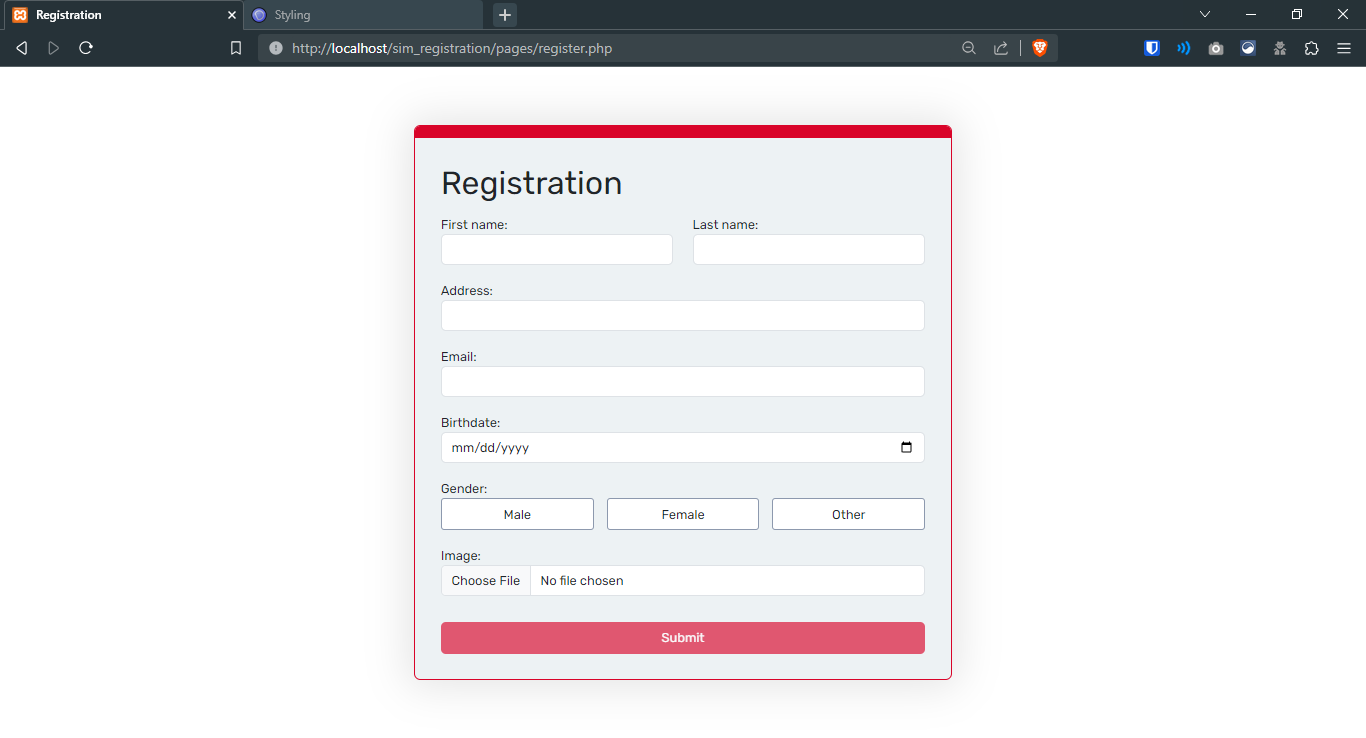 Registration
Styling
http://localhost/sim_registration/pages/register.php
Registration
First name: Last name:
Address:
Email:
Birthdate:
mm/dd/yyyy
Gender:
Male Female Other
Image:
Choose File No file chosen
Submit